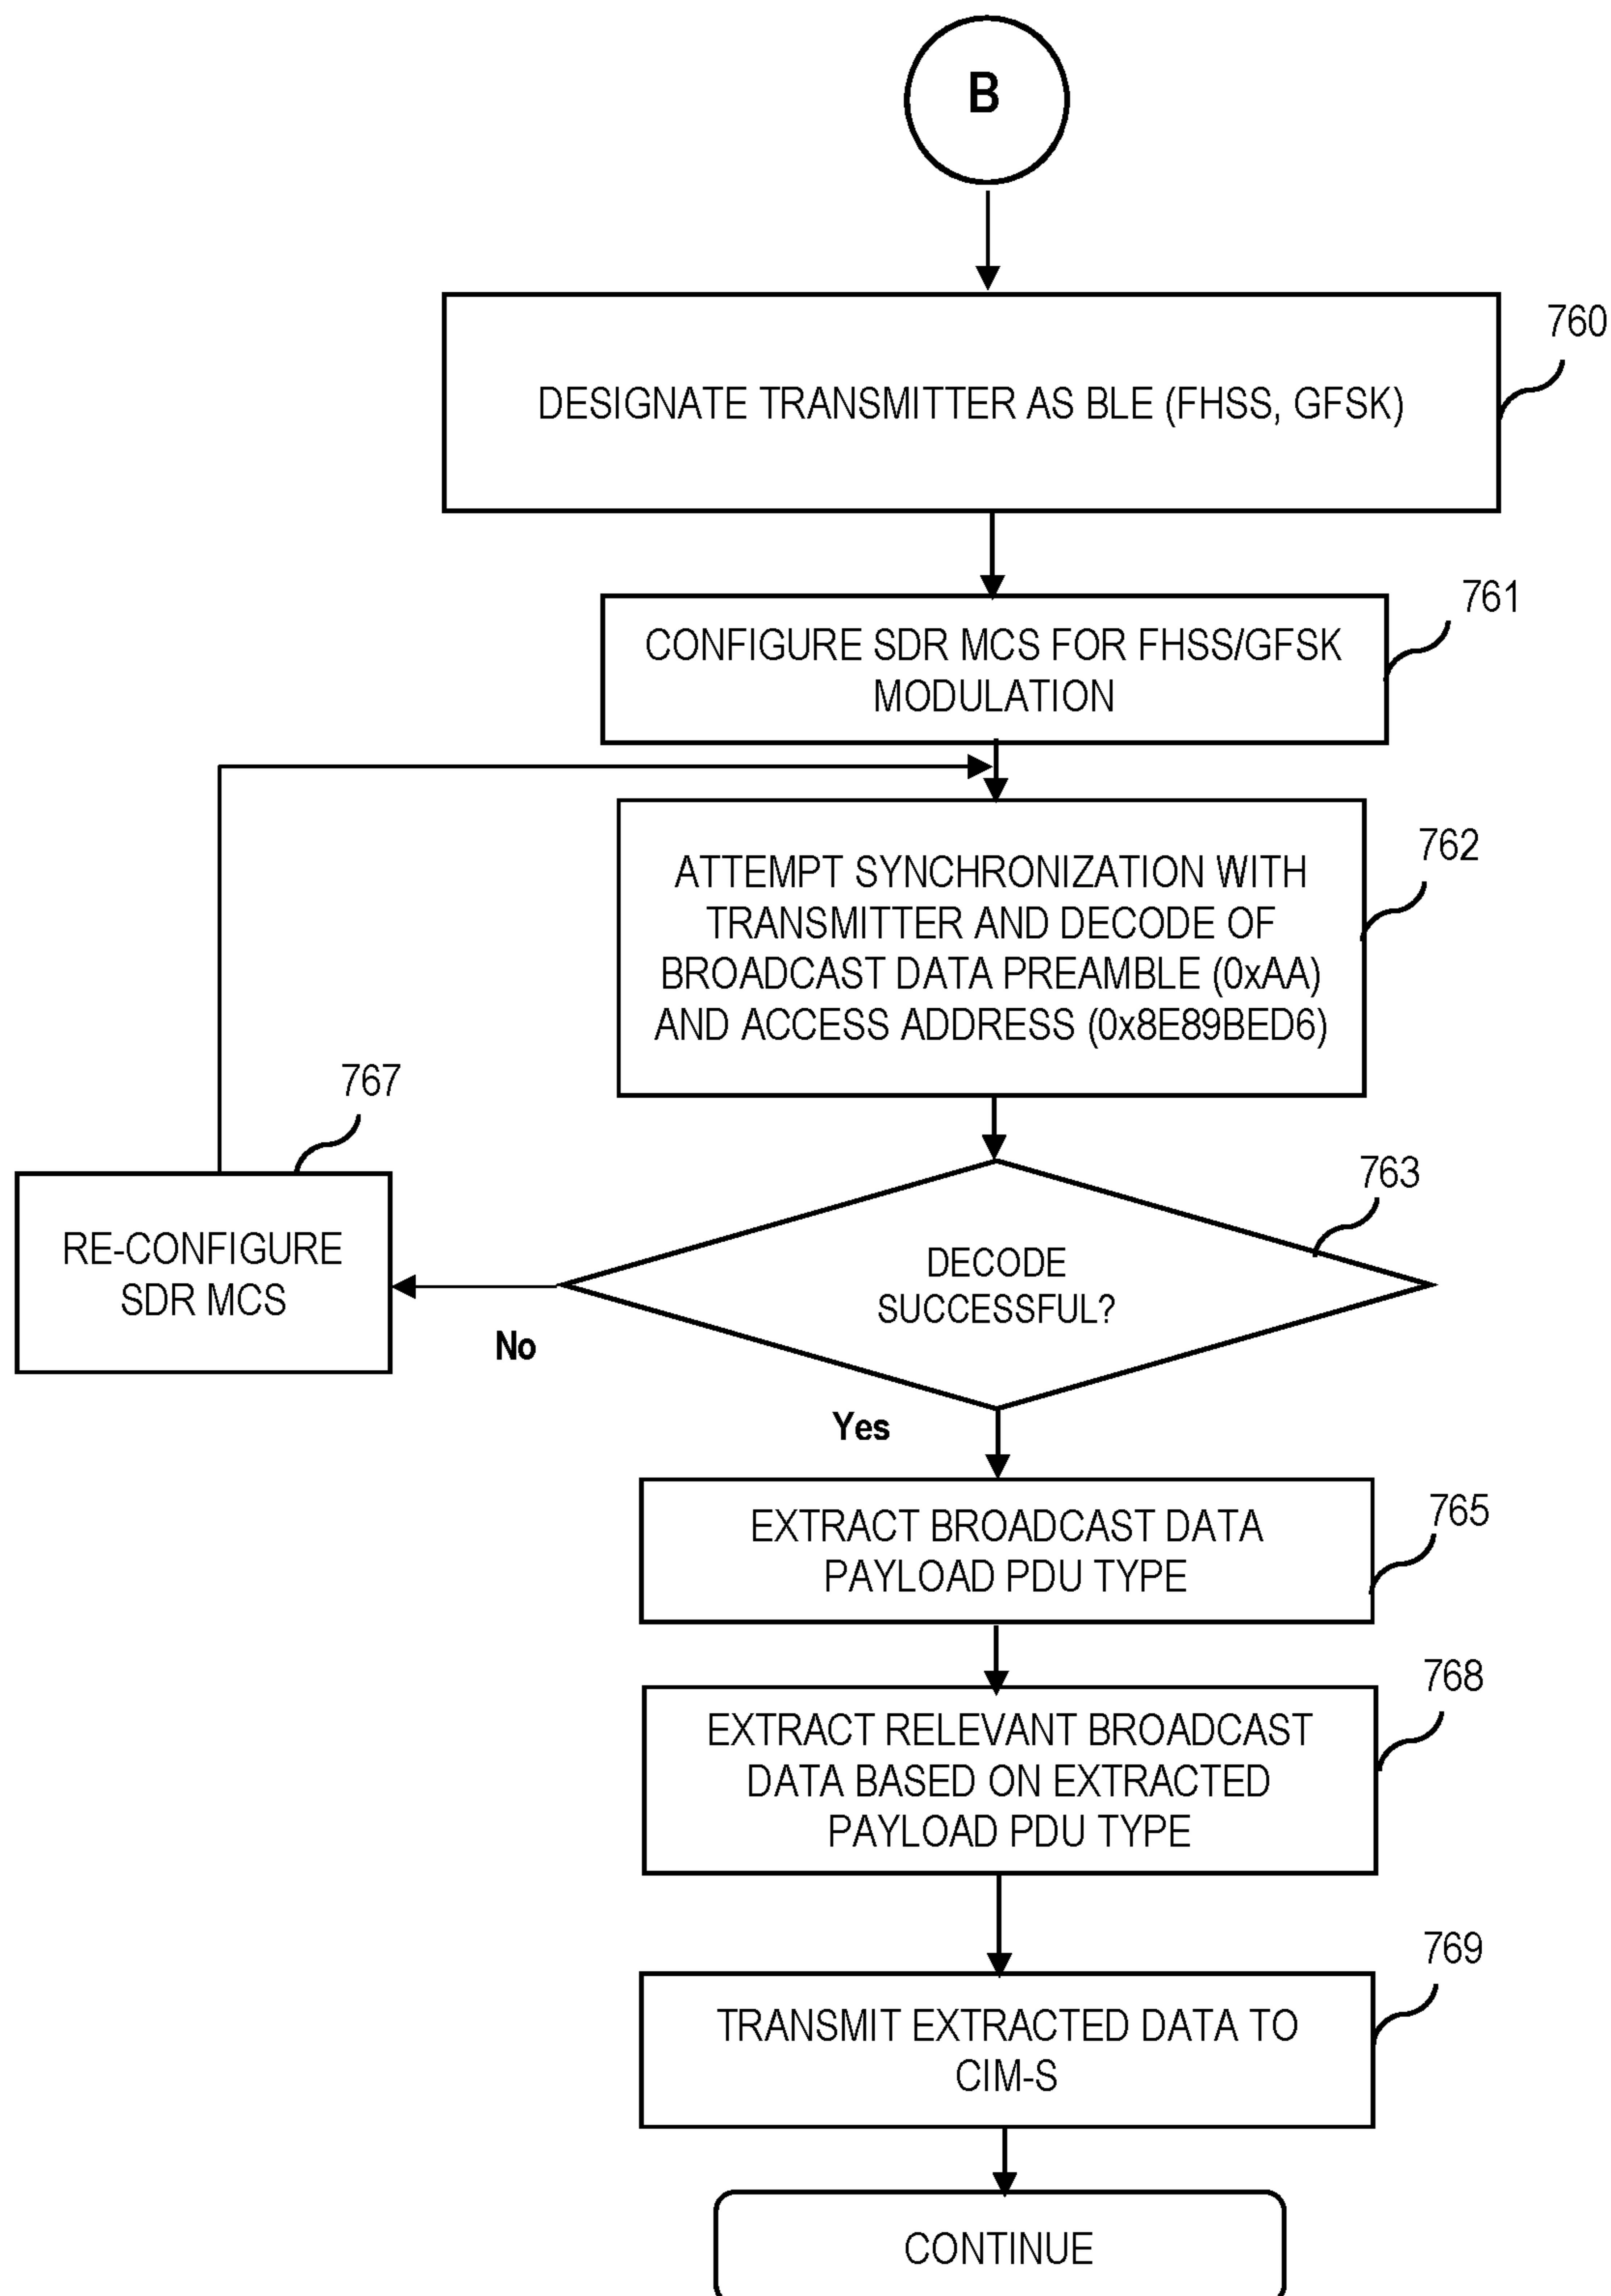 B
760
DESIGNATE TRANSMITTER AS BLE (FHSS, GFSK)
761
CONFIGURE SDR MCS FOR FHSS/GFSK
MODULATION
762
ATTEMPT SYNCHRONIZATION WITH
TRANSMITTER AND DECODE OF
BROADCAST DATA PREAMBLE (0xAA)
AND ACCESS ADDRESS (0x8E89BED6)
767
RE-CONFIGURE
SDR MCS
763
DECODE
SUCCESSFUL?
No
Yes
765
EXTRACT BROADCAST DATA
PAYLOAD PDU TYPE
768
EXTRACT RELEVANT BROADCAST
DATA BASED ON EXTRACTED
PAYLOAD PDU TYPE
769
TRANSMIT EXTRACTED DATA TO
CIM-S
CONTINUE